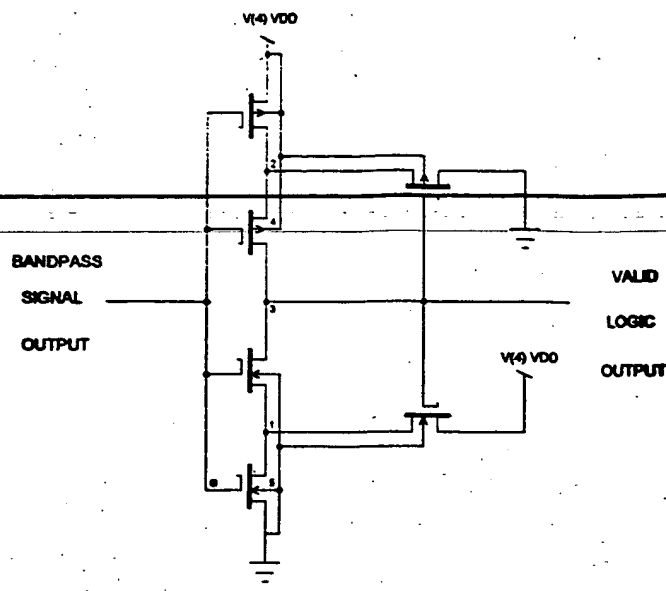 V(4) VDD
2
4
BANDPASS
SIGNAL
OUTPUT
3
VALID
LOGIC
OUTPUT
V(4) VDD
1
5